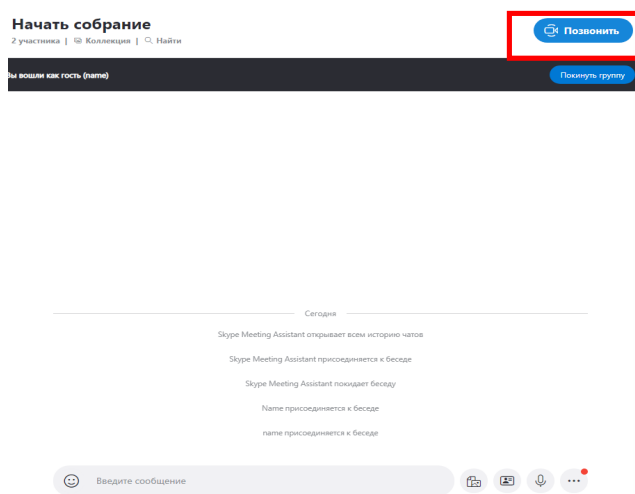 Начать собрание
Позвонить
2 участника | Коллекция | Найти
Вы вошли как гость (name)
Покинуть группу
Сегодня
Skype Meeting Assistant открывает всем историю чатов
Skype Meeting Assistant присоединяется к беседе
Skype Meeting Assistant покидает беседу
Name присоединяется к беседе
name присоединяется к беседе
Введите сообщение